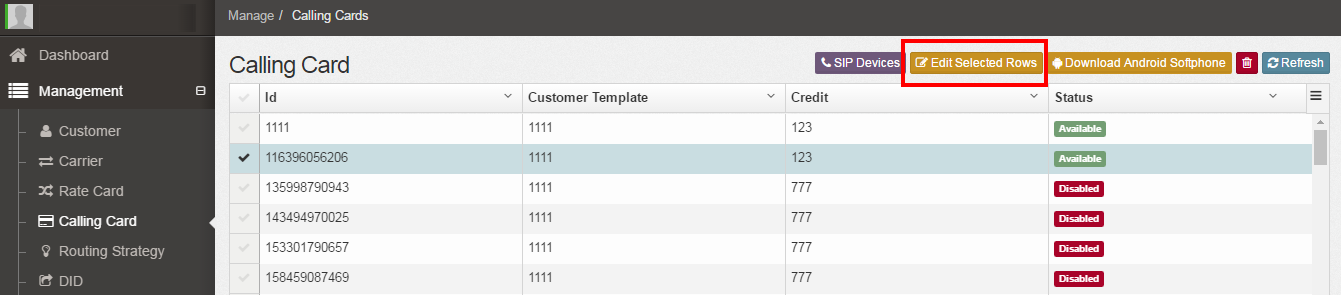 Manage / Calling Cards
Dashboard
Management
Customer
Carrier
Rate Card
Calling Card
Routing Strategy
DID
Calling Card
SIP Devices
Edit Selected Rows
Download Android Softphone
Refresh
Id Customer Template Credit Status
1111 1111 123 Available
116396056206 1111 123 Available
135998790943 1111 777 Disabled
143494970025 1111 777 Disabled
153301790657 1111 777 Disabled
158459087469 1111 777 Disabled